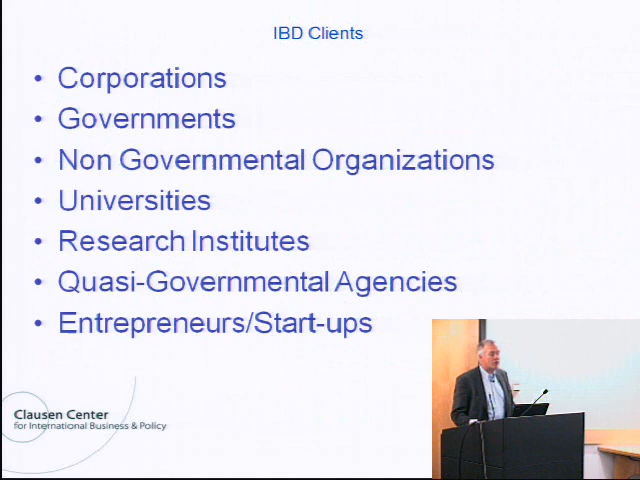 IBD Clients
• Corporations
• Governments
• Non Governmental Organizations
• Universities
• Research Institutes
• Quasi-Governmental Agencies
• Entrepreneurs/Start-ups
Clausen Center
for International Business & Policy